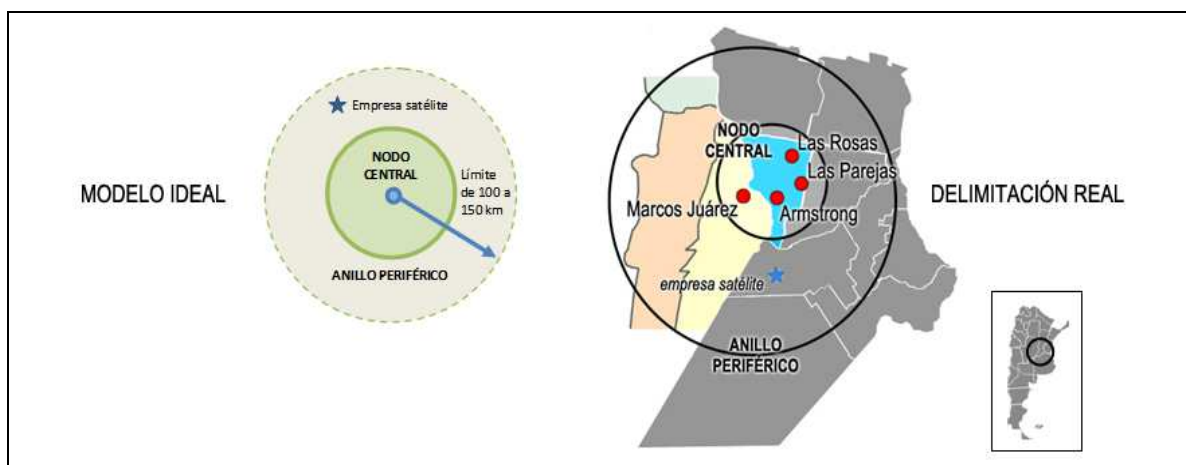 MODELO IDEAL
Empresa satélite
NODO
CENTRAL
Límite
de 100 a
150 km
ANILLO PERIFÉRICO
NODO
CENTRAL
Las Rosas
Las Parejas
Marcos Juárez
Armstrong
empresa satélite
ANILLO
PERIFÉRICO
DELIMITACIÓN REAL